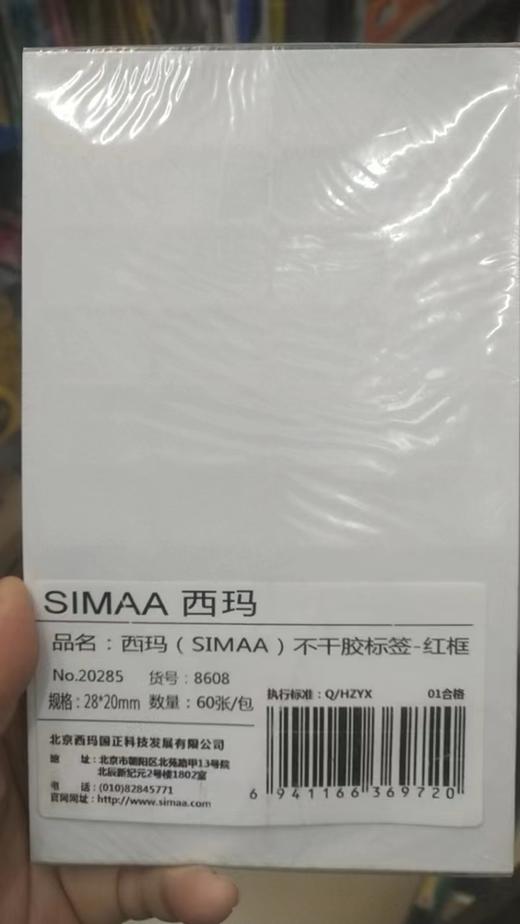 SIMAA 西玛
品名：西玛（SIMAA）不干胶标签-红框
No.20285 货号：8608
规格：28*20mm 数量：60张/包
执行标准：Q/HZYX 01合格
北京西玛国正科技发展有限公司
地 址：北京市朝阳区北苑路甲13号院
北辰新纪元2号楼1802室
电 话：(010)82845771
官网网址：http://www.simaa.com
6 941166 369720